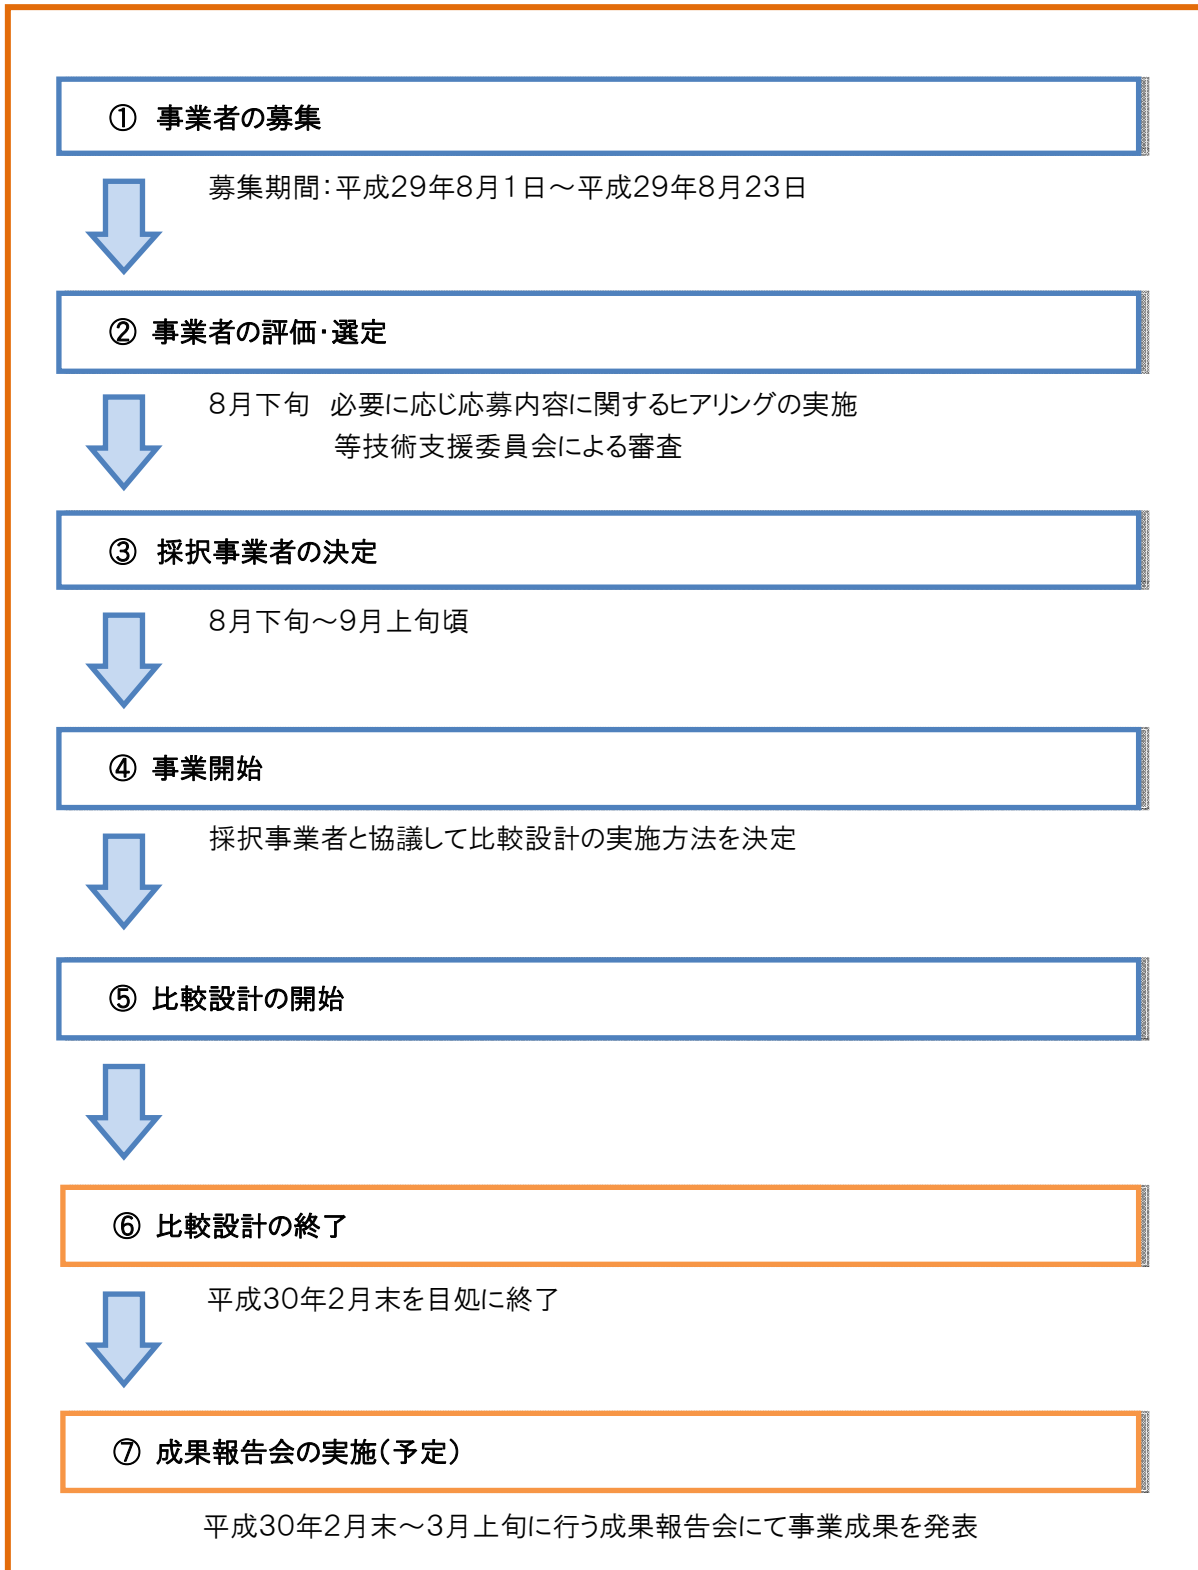 ① 事業者の募集
募集期間：平成29年8月1日～平成29年8月23日
② 事業者の評価・選定
8月下旬　必要に応じ応募内容に関するヒアリングの実施
等技術支援委員会による審査
③ 採択事業者の決定
8月下旬～9月上旬頃
④ 事業開始
採択事業者と協議して比較設計の実施方法を決定
⑤ 比較設計の開始
⑥ 比較設計の終了
平成30年2月末を目処に終了
⑦ 成果報告会の実施（予定）
平成30年2月末～3月上旬に行う成果報告会にて事業成果を発表